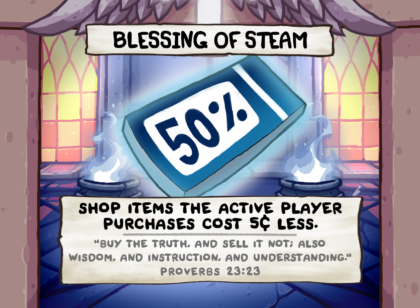 BLESSING OF STEAM
50%
SHOP ITEMS THE ACTIVE PLAYER
PURCHASES COST 5¢ LESS.
"BUY THE TRUTH, AND SELL IT NOT; ALSO
WISDOM, AND INSTRUCTION, AND UNDERSTANDING."
PROVERBS 23:23